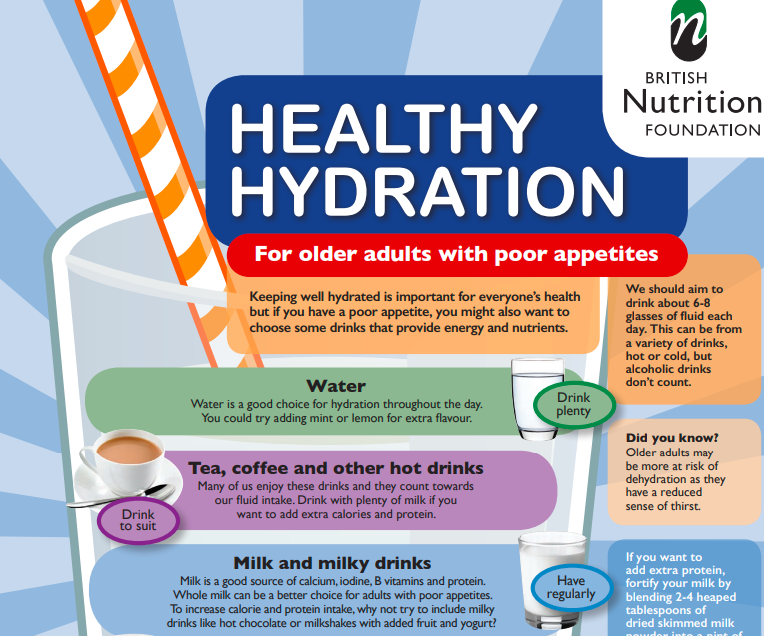 BRITISH
Nutrition
FOUNDATION
HEALTHY
HYDRATION
For older adults with poor appetites
Keeping well hydrated is important for everyone's health
but if you have a poor appetite, you might also want to
choose some drinks that provide energy and nutrients.
We should aim to
drink about 6-8
glasses of fluid each
day. This can be from
a variety of drinks,
hot or cold, but
alcoholic drinks
don't count.
Water
Water is a good choice for hydration throughout the day.
You could try adding mint or lemon for extra flavour.
Drink
plenty
Did you know?
Older adults may
be more at risk of
dehydration as they
have a reduced
sense of thirst.
Tea, coffee and other hot drinks
Many of us enjoy these drinks and they count towards
our fluid intake. Drink with plenty of milk if you
want to add extra calories and protein.
Drink
to suit
Milk and milky drinks
Milk is a good source of calcium, iodine, B vitamins and protein.
Whole milk can be a better choice for adults with poor appetites.
To increase calorie and protein intake, why not try to include milky
drinks like hot chocolate or milkshakes with added fruit and yogurt?
Have
regularly
If you want to
add extra protein,
fortify your milk by
blending 2-4 heaped
tablespoons of
dried skimmed milk
powder into a pint of